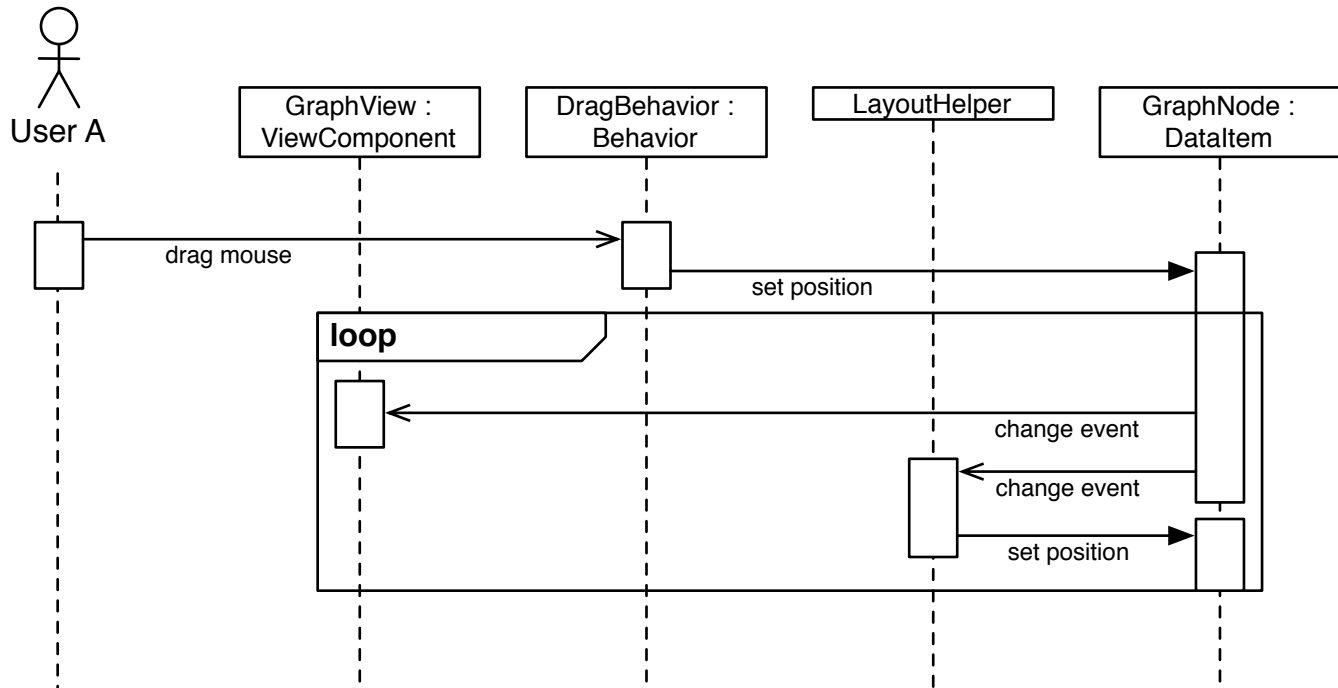 User A
GraphView :
ViewComponent
DragBehavior :
Behavior
LayoutHelper
GraphNode :
DataItem
drag mouse
set position
loop
change event
change event
set position